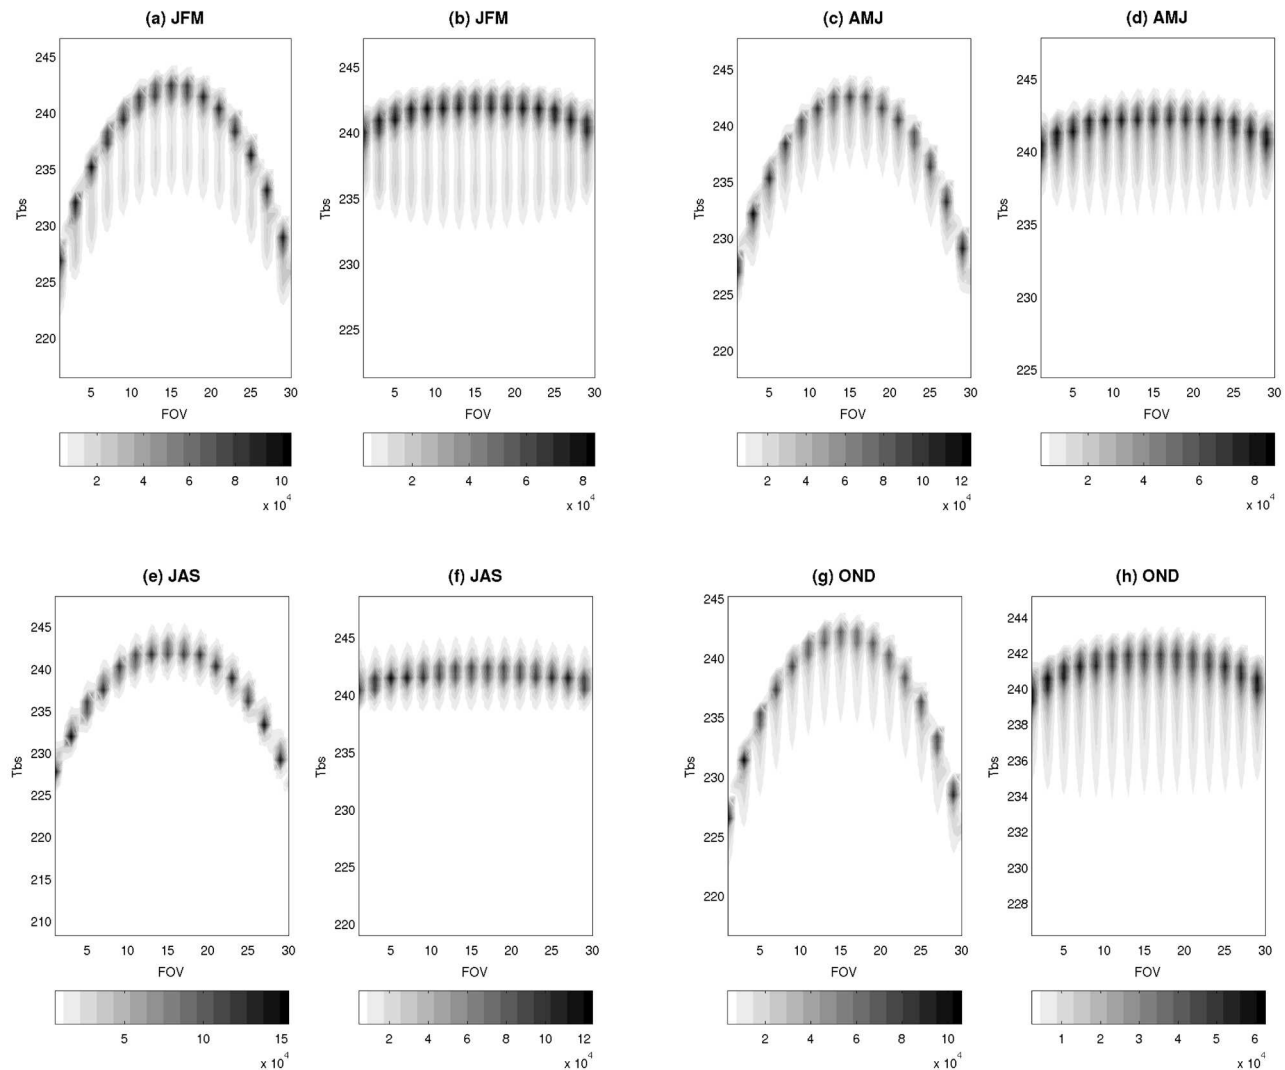 (a) JFM
(b) JFM
(c) AMJ
(d) AMJ
Tbs
245
240
235
230
225
220
5 10 15 20 25 30
FOV
2 4 6 8 10
x 10^4
245
240
235
230
225
5 10 15 20 25 30
FOV
2 4 6 8
x 10^4
Tbs
245
240
235
230
225
220
5 10 15 20 25 30
FOV
2 4 6 8 10 12
x 10^4
Tbs
245
240
235
230
225
5 10 15 20 25 30
FOV
2 4 6 8
x 10^4
Tbs
(e) JAS
(f) JAS
(g) OND
(h) OND
Tbs
245
240
235
230
225
220
215
210
5 10 15 20 25 30
FOV
5 10 15
x 10^4
Tbs
245
240
235
230
225
220
5 10 15 20 25 30
FOV
2 4 6 8 10 12
x 10^4
Tbs
245
240
235
230
225
220
5 10 15 20 25 30
FOV
2 4 6 8 10
x 10^4
Tbs
244
242
240
238
236
234
232
230
228
5 10 15 20 25 30
FOV
1 2 3 4 5 6
x 10^4